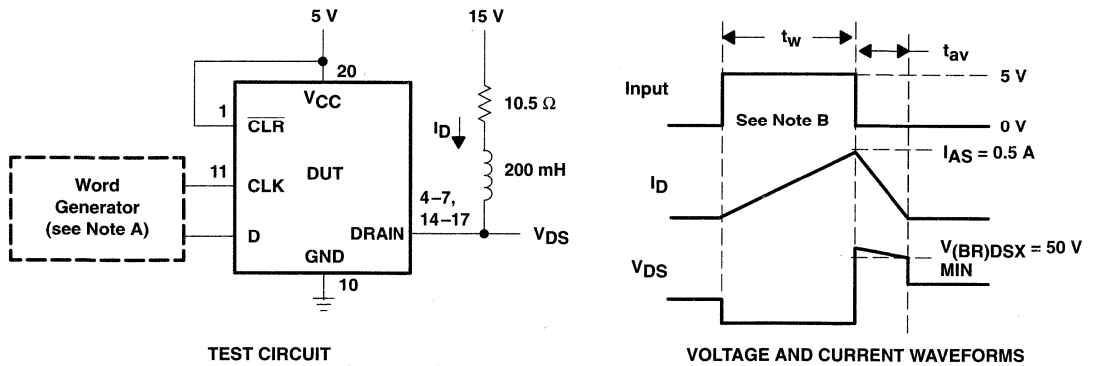 5 V
15 V
20
VCC
1
CLR
10.5 Ω
ID
200 mH
11
CLK
DUT
Word
Generator
(see Note A)
4–7,
14–17
D
DRAIN
VDS
GND
10
TEST CIRCUIT
tw
tav
Input
5 V
See Note B
0 V
IAS = 0.5 A
ID
V(BR)DSX = 50 V
MIN
VDS
VOLTAGE AND CURRENT WAVEFORMS